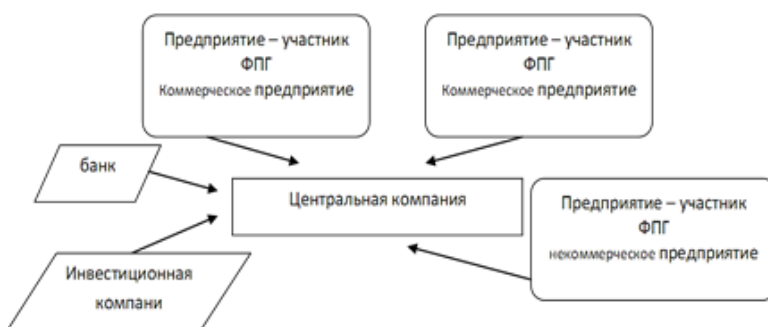 Предприятие – участник
ФПГ
Коммерческое предприятие
Предприятие – участник
ФПГ
Коммерческое предприятие
банк
Центральная компания
Предприятие – участник
ФПГ
некоммерческое предприятие
Инвестиционная
компани